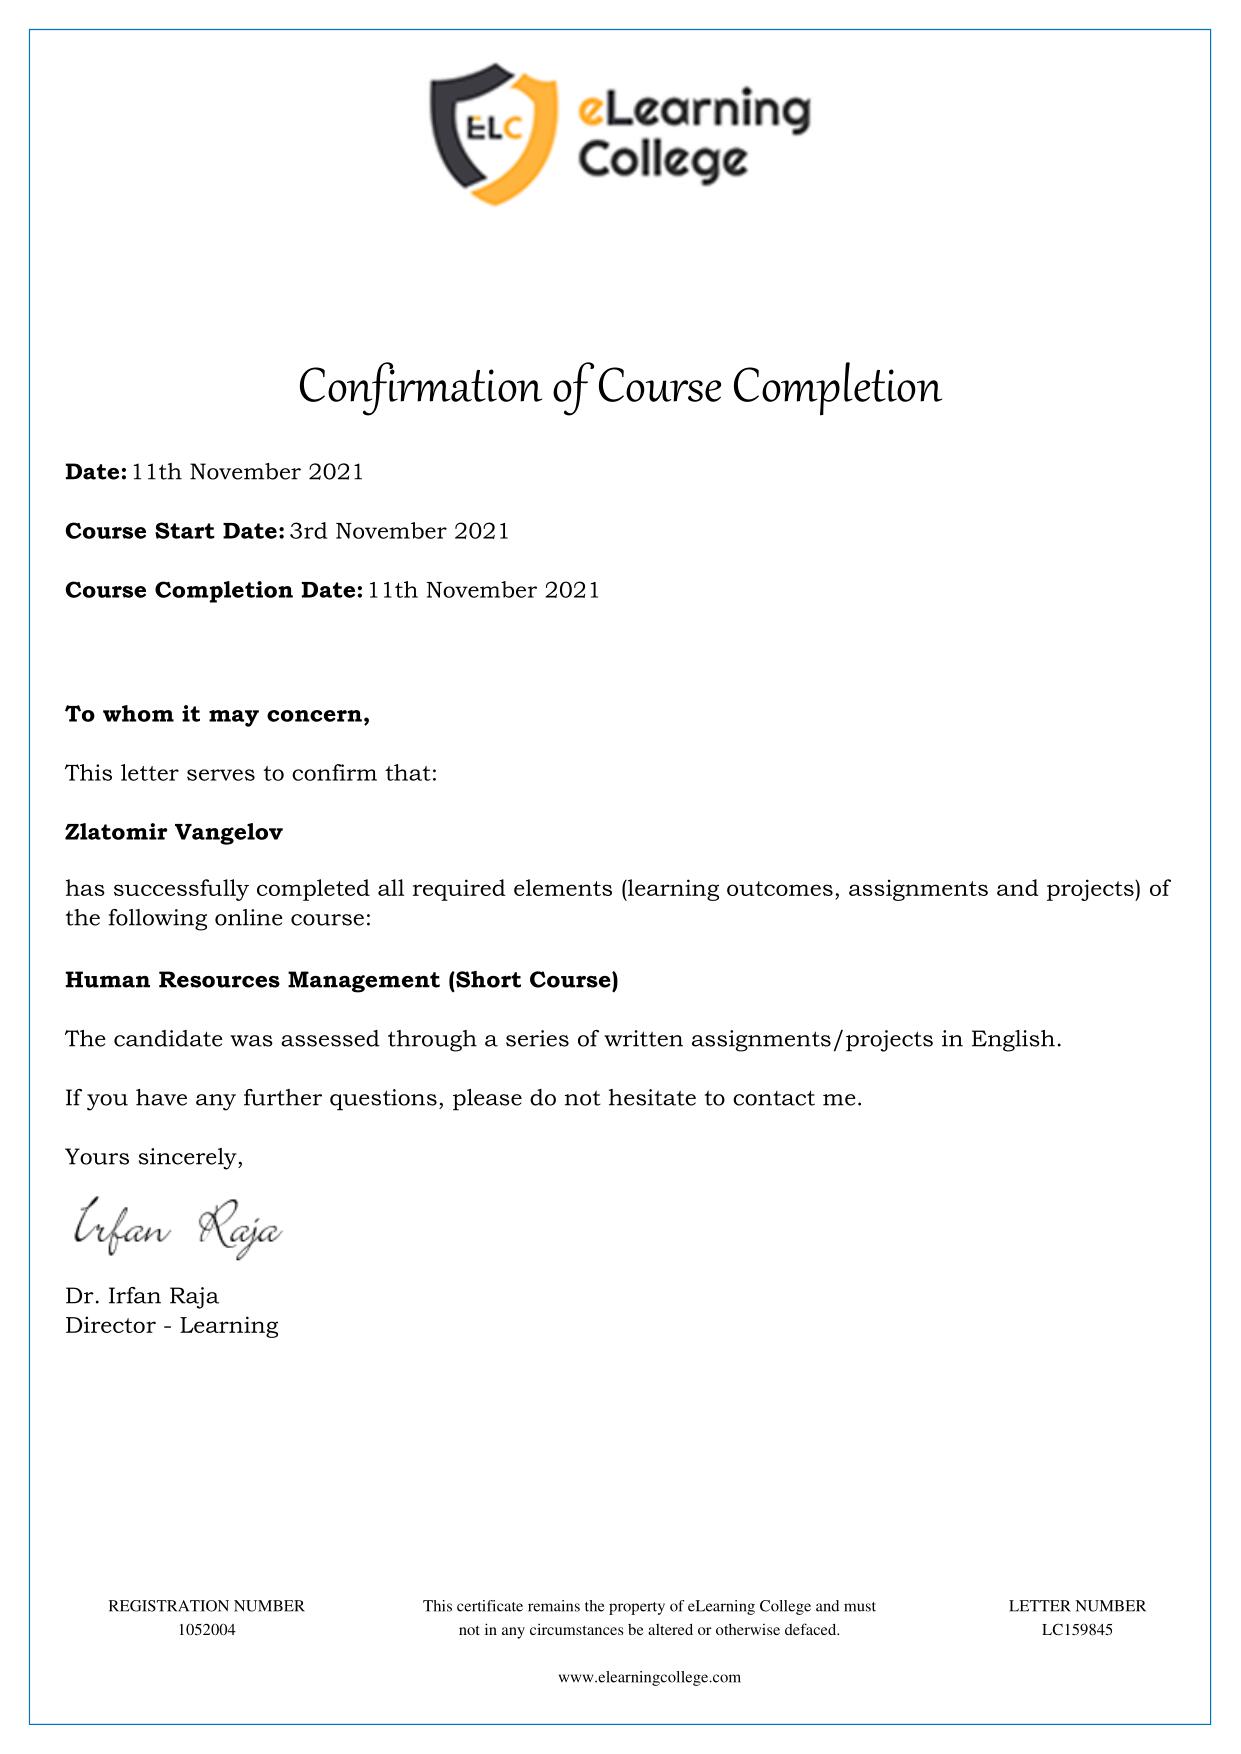 ELC
eLearning
College
Confirmation of Course Completion
Date: 11th November 2021
Course Start Date: 3rd November 2021
Course Completion Date: 11th November 2021
To whom it may concern,
This letter serves to confirm that:
Zlatomir Vangelov
has successfully completed all required elements (learning outcomes, assignments and projects) of
the following online course:
Human Resources Management (Short Course)
The candidate was assessed through a series of written assignments/projects in English.
If you have any further questions, please do not hesitate to contact me.
Yours sincerely,
Irfan Raja
Dr. Irfan Raja
Director - Learning
REGISTRATION NUMBER
1052004
This certificate remains the property of eLearning College and must
not in any circumstances be altered or otherwise defaced.
www.elearningcollege.com
LETTER NUMBER
LC159845